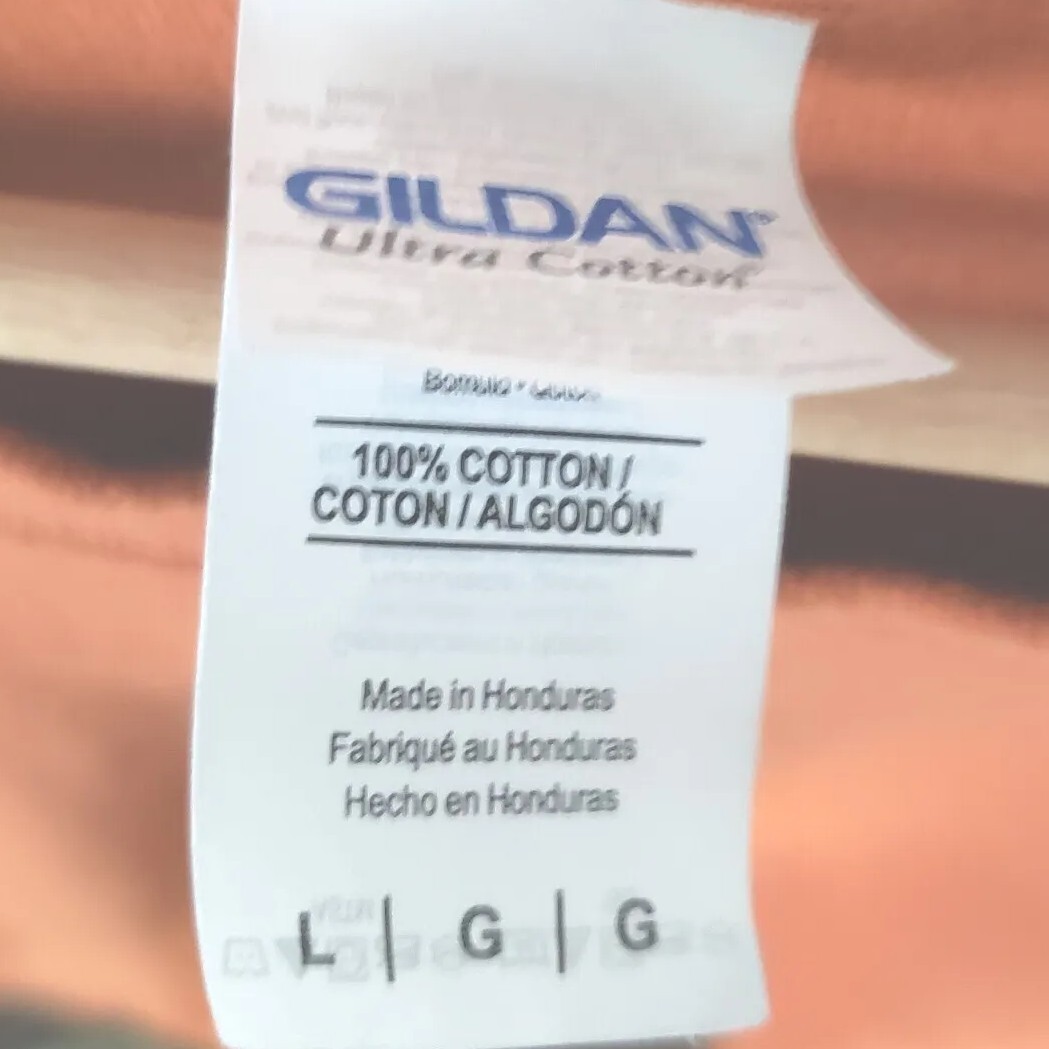 GILDAN®
Ultra Cotton®
100% COTTON /
COTON / ALGODÓN
Made in Honduras
Fabriqué au Honduras
Hecho en Honduras
L | G | G